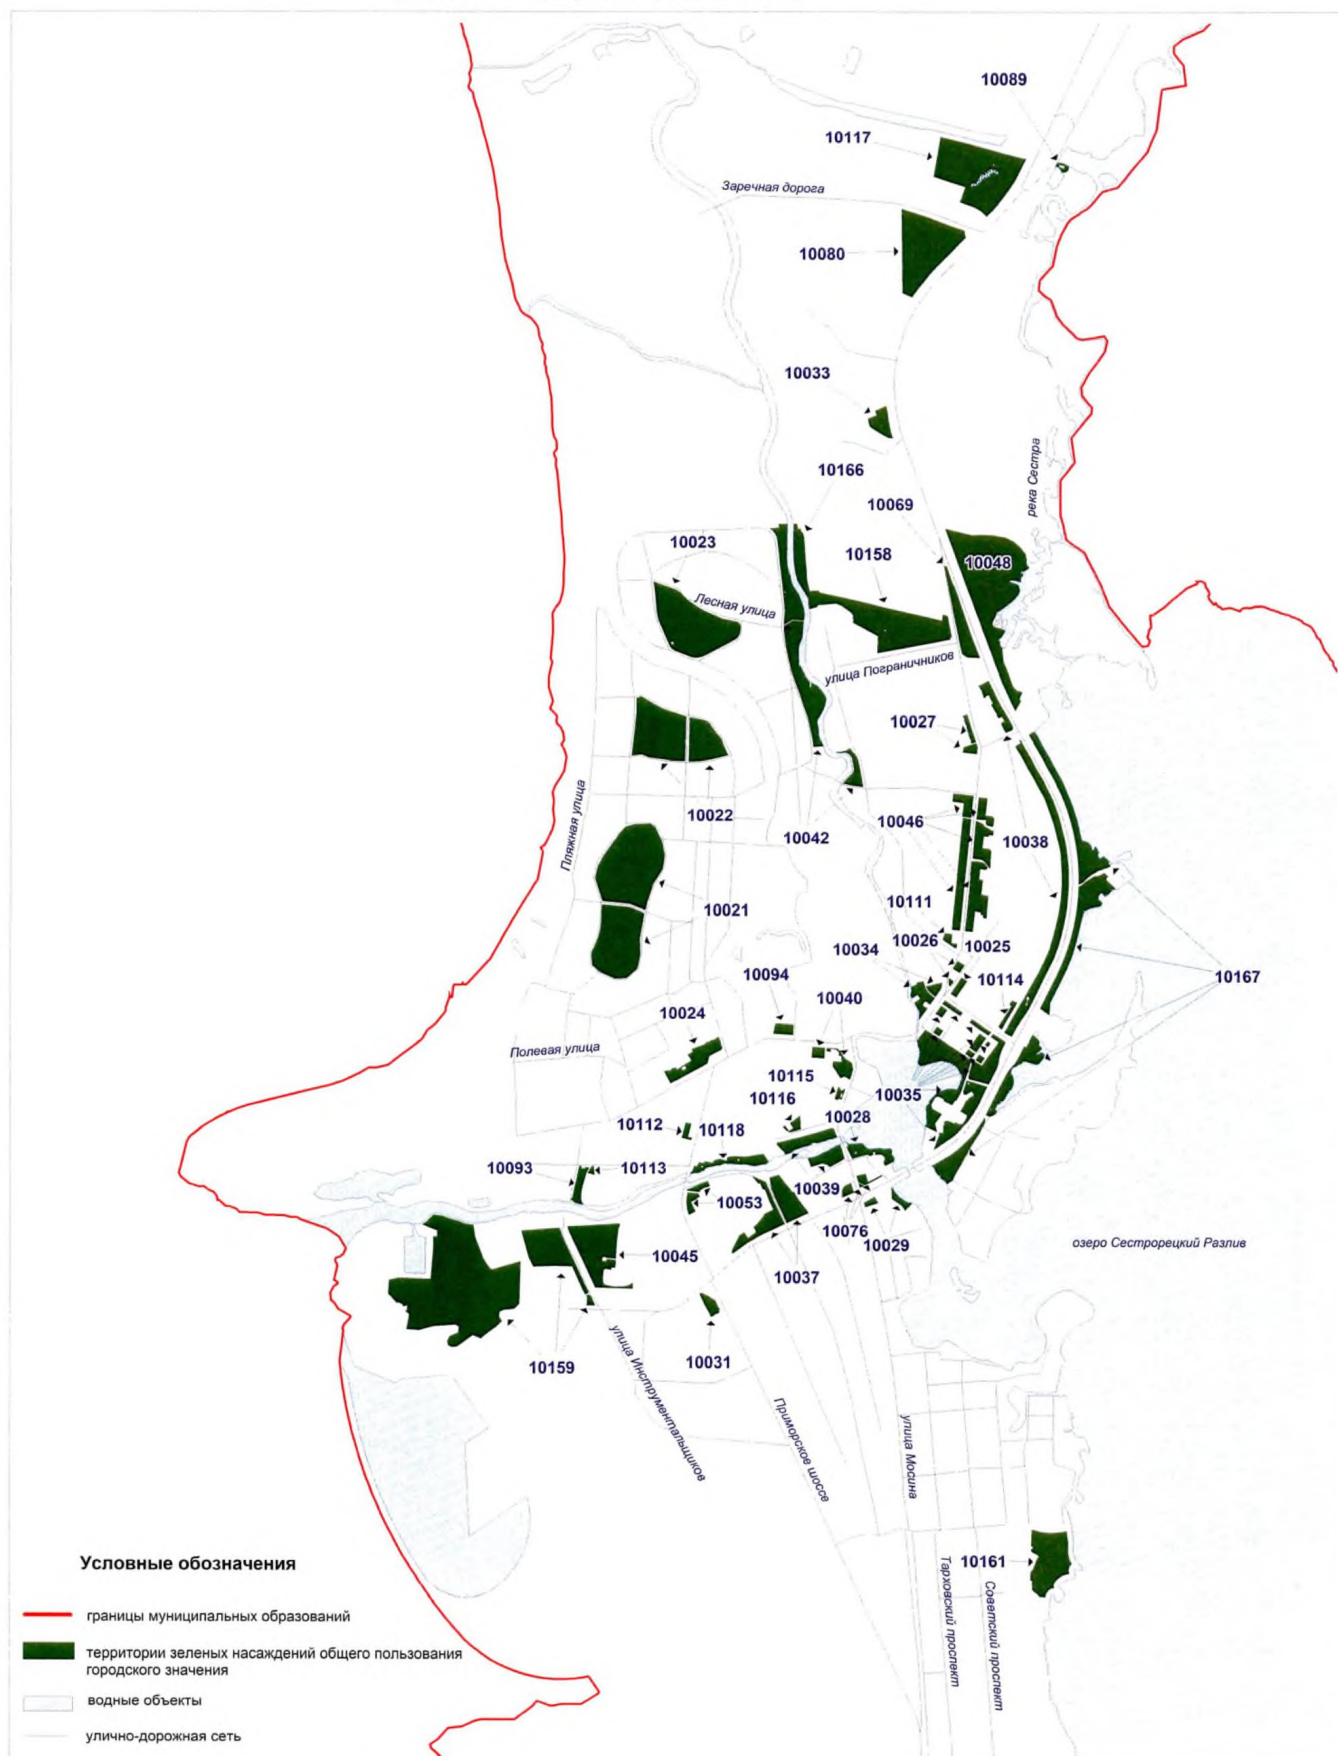 10089
10117
Заречная дорога
10080
10033
река Сестра
10166
10069
10023
10158
10048
Лесная улица
улица Пограничников
10027
Пляжная улица
10022
10042
10046
10038
10021
10111
10026
10025
10034
10094
10114
10167
10040
10024
Полевая улица
10115
10035
10116
10028
10112
10118
10093
10113
10039
10053
10076
10029
озеро Сестрорецкий Разлив
10045
10037
10159
10031
улица Инструментальщиков
Приморское шоссе
улица Мосина
10161
Тарховский проспект
Советский проспект
Условные обозначения
границы муниципальных образований
территории зеленых насаждений общего пользования
городского значения
водные объекты
улично-дорожная сеть